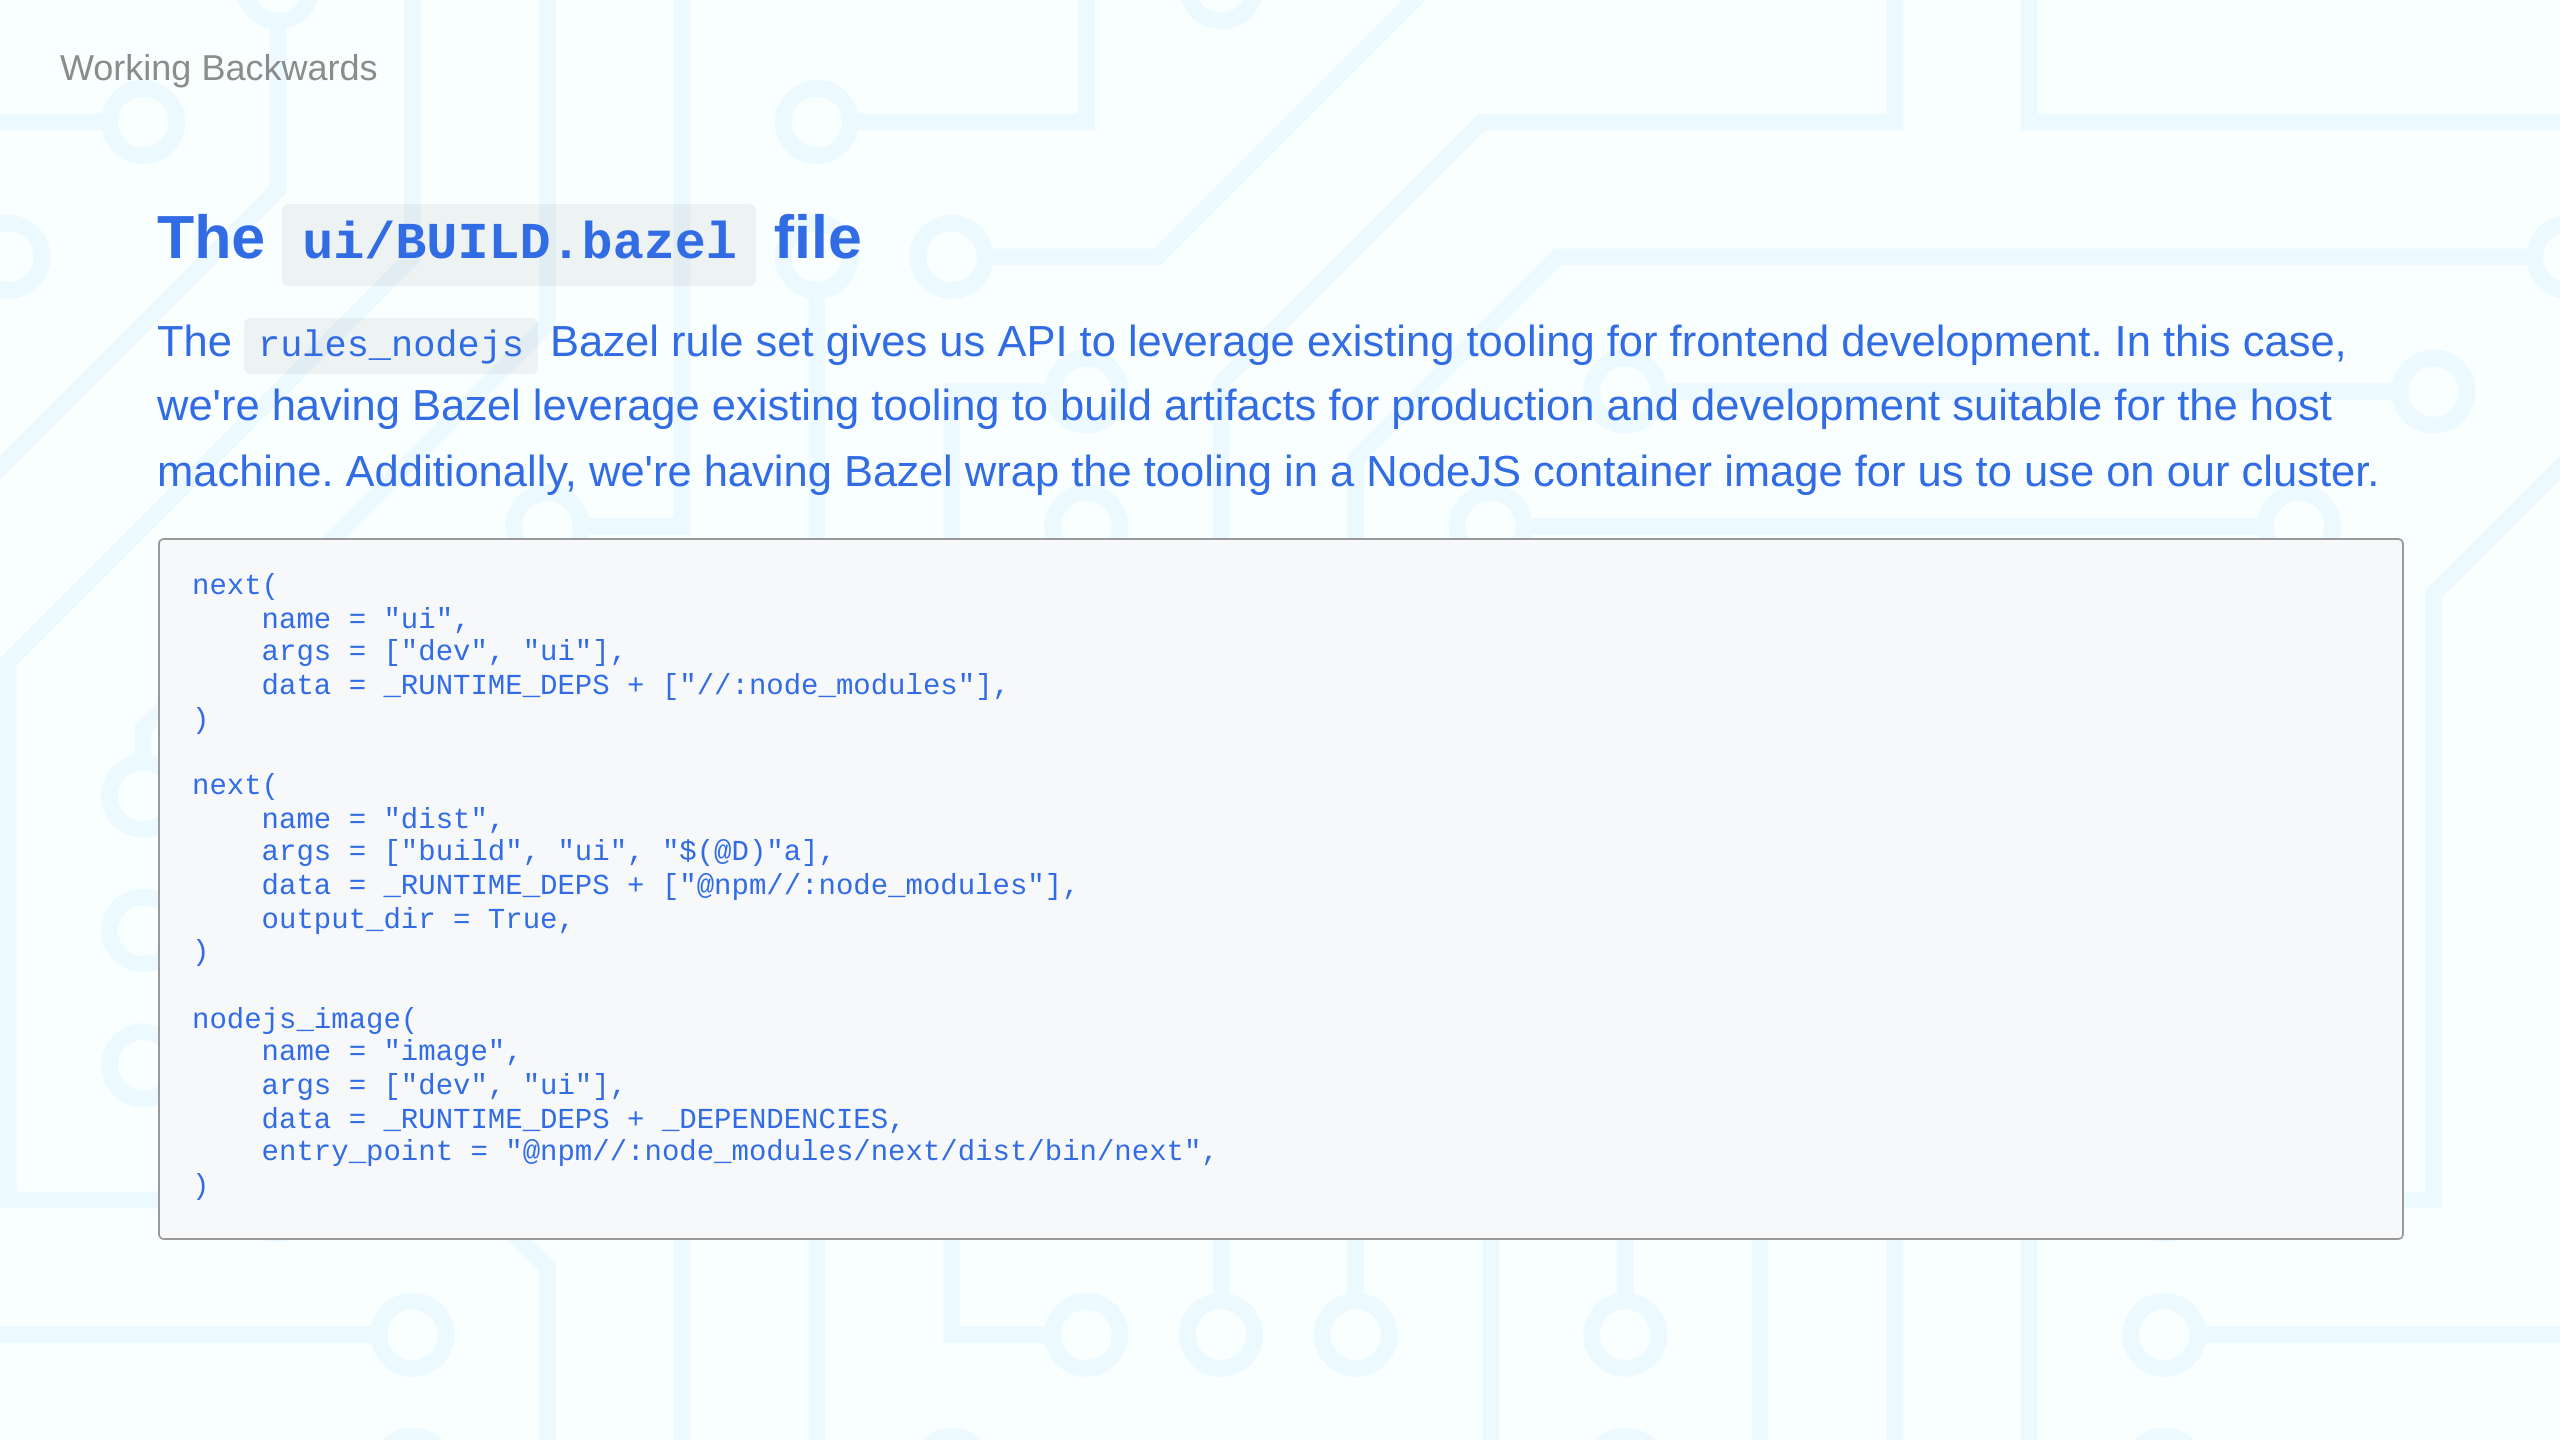 Working Backwards
The ui/BUILD.bazel file
The rules_nodejs Bazel rule set gives us API to leverage existing tooling for frontend development. In this case,
we're having Bazel leverage existing tooling to build artifacts for production and development suitable for the host
machine. Additionally, we're having Bazel wrap the tooling in a NodeJS container image for us to use on our cluster.
next(
    name = "ui",
    args = ["dev", "ui"],
    data = _RUNTIME_DEPS + ["//:node_modules"],
)
next(
    name = "dist",
    args = ["build", "ui", "$(@D)"a],
    data = _RUNTIME_DEPS + ["@npm//:node_modules"],
    output_dir = True,
)
nodejs_image(
    name = "image",
    args = ["dev", "ui"],
    data = _RUNTIME_DEPS + _DEPENDENCIES,
    entry_point = "@npm//:node_modules/next/dist/bin/next",
)